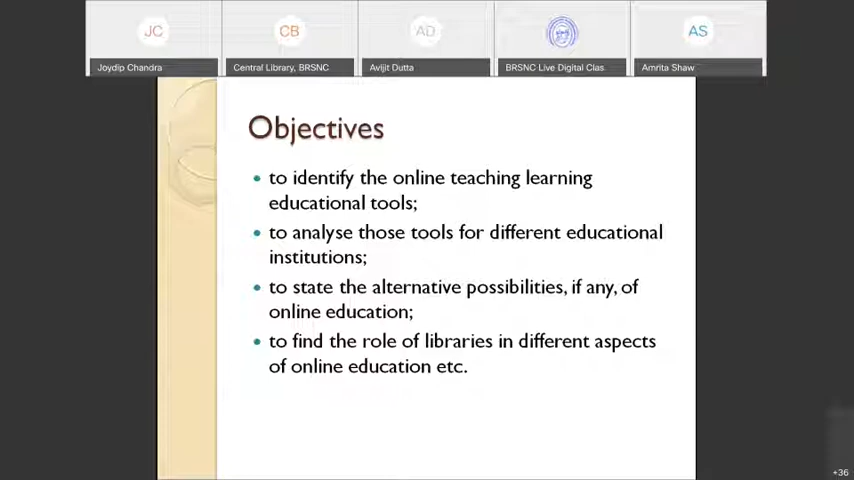 JC
CB
AD
AS
Joydip Chandra
Central Library, BRSNC
Avijit Dutta
BRSNC Live Digital Clas
Amrita Shaw
Objectives
• to identify the online teaching learning
educational tools;
• to analyse those tools for different educational
institutions;
• to state the alternative possibilities, if any, of
online education;
• to find the role of libraries in different aspects
of online education etc.
+36